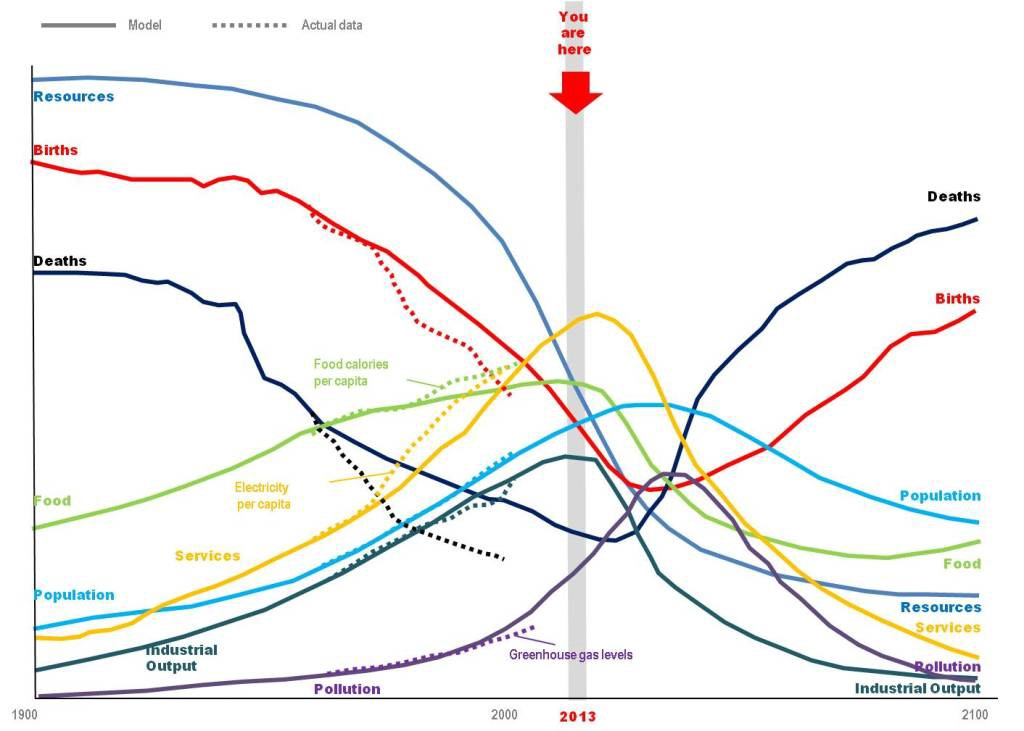 Model
Actual data
You
are
here
Resources
Births
Deaths
Deaths
Births
Food calories
per capita
Electricity
per capita
Food
Services
Population
Population
Food
Resources
Services
Industrial
Output
Greenhouse gas levels
Pollution
Pollution
Industrial Output
1900
2000
2013
2100